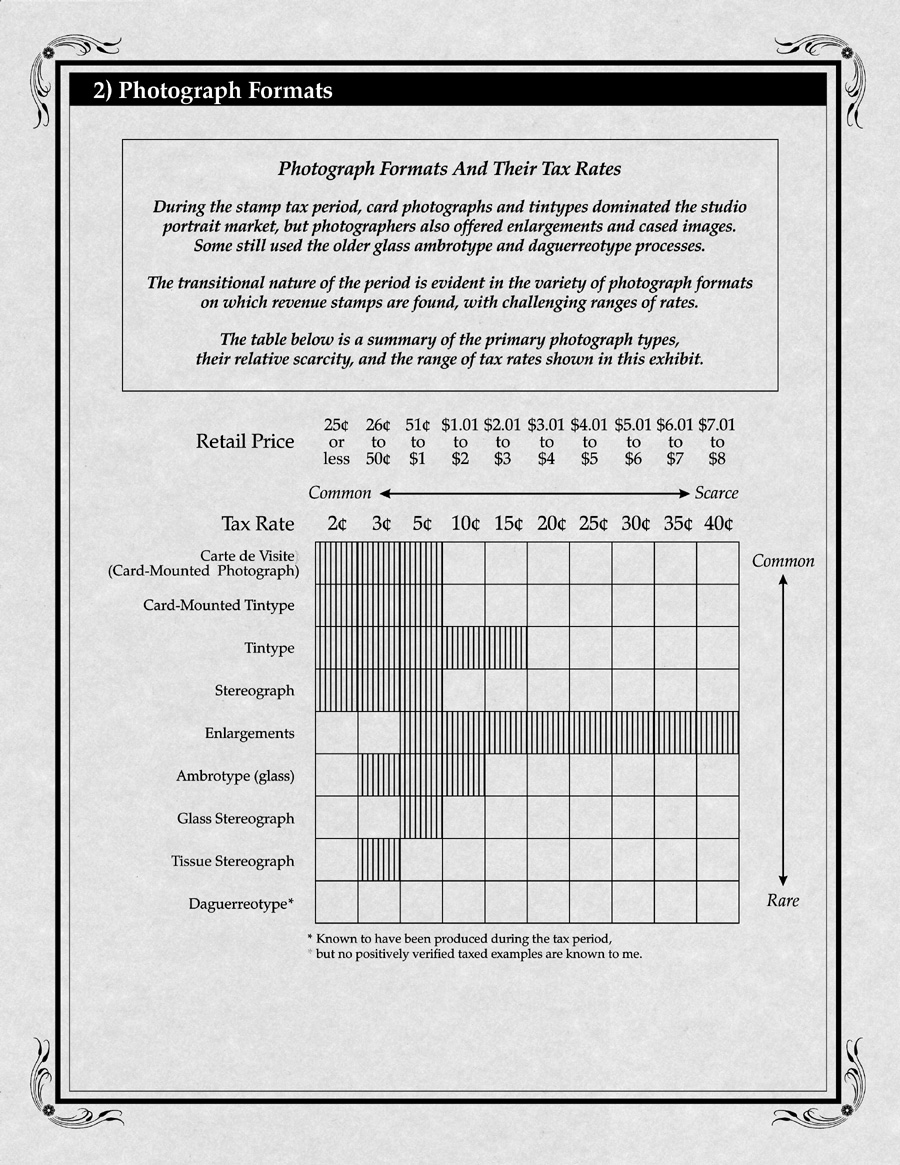 2) Photograph Formats
Photograph Formats And Their Tax Rates
During the stamp tax period, card photographs and tintypes dominated the studio
portrait market, but photographers also offered enlargements and cased images.
Some still used the older glass ambrotype and daguerreotype processes.
The transitional nature of the period is evident in the variety of photograph formats
on which revenue stamps are found, with challenging ranges of rates.
The table below is a summary of the primary photograph types,
their relative scarcity, and the range of tax rates shown in this exhibit.
25¢ 26¢ 51¢ $1.01 $2.01 $3.01 $4.01 $5.01 $6.01 $7.01
Retail Price or to to to to to to to to to
less 50¢ $1 $2 $3 $4 $5 $6 $7 $8
Common Scarce
Tax Rate 2¢ 3¢ 5¢ 10¢ 15¢ 20¢ 25¢ 30¢ 35¢ 40¢
Carte de Visite
(Card-Mounted Photograph)
Common
Card-Mounted Tintype
Tintype
Stereograph
Enlargements
Ambrotype (glass)
Glass Stereograph
Tissue Stereograph
Daguerreotype*
Rare
* Known to have been produced during the tax period,
but no positively verified taxed examples are known to me.